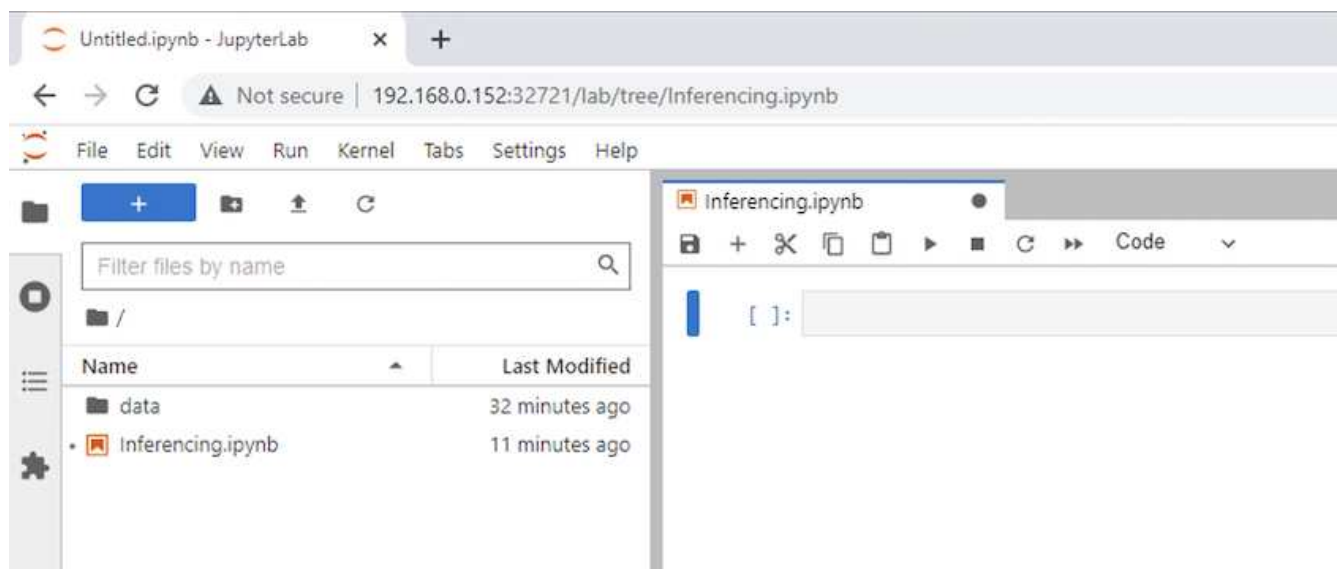 Untitled.ipynb - JupyterLab
Not secure | 192.168.0.152:32721/lab/tree/Inferencing.ipynb
File Edit View Run Kernel Tabs Settings Help
Filter files by name
/
Name Last Modified
data 32 minutes ago
Inferencing.ipynb 11 minutes ago
Inferencing.ipynb
Code
[ ]: